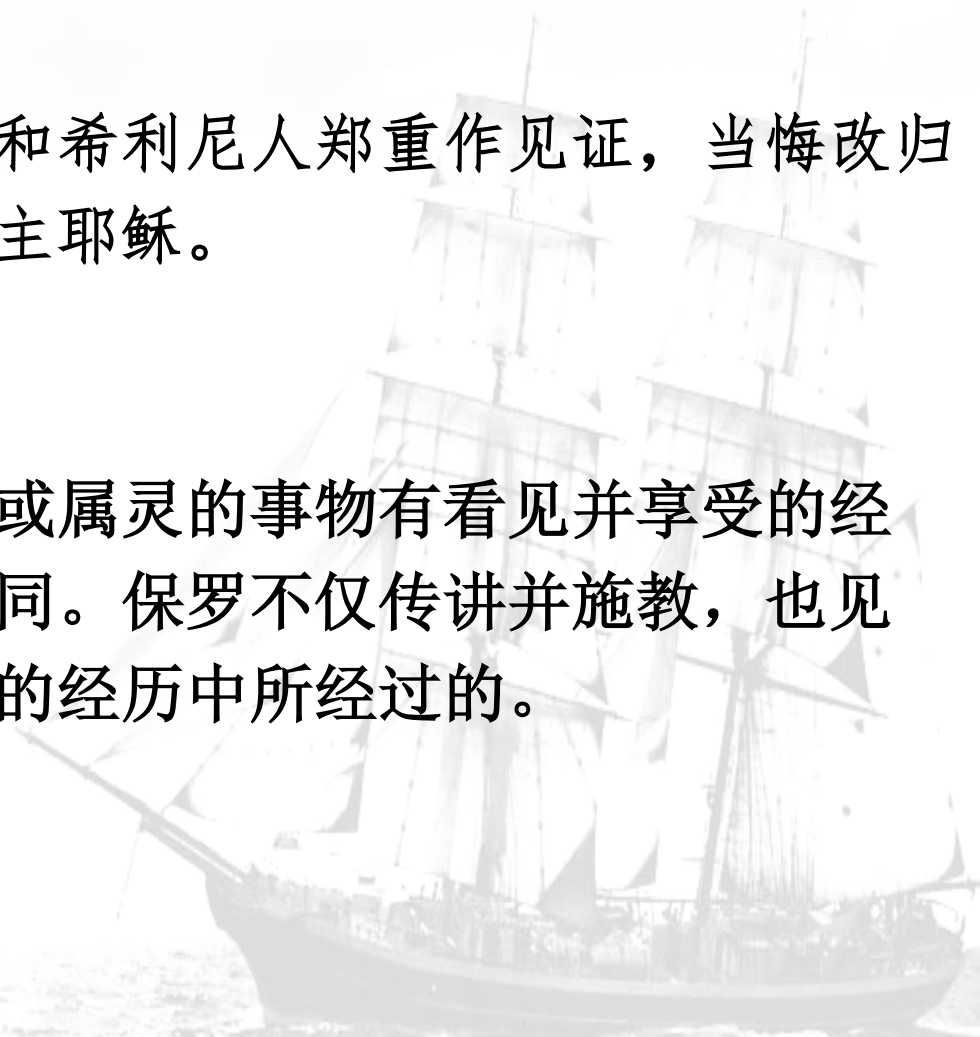 和希利尼人郑重作见证，当悔改归
主耶稣。
或属灵的事物有看见并享受的经
同。保罗不仅传讲并施教，也见
的经历中所经过的。